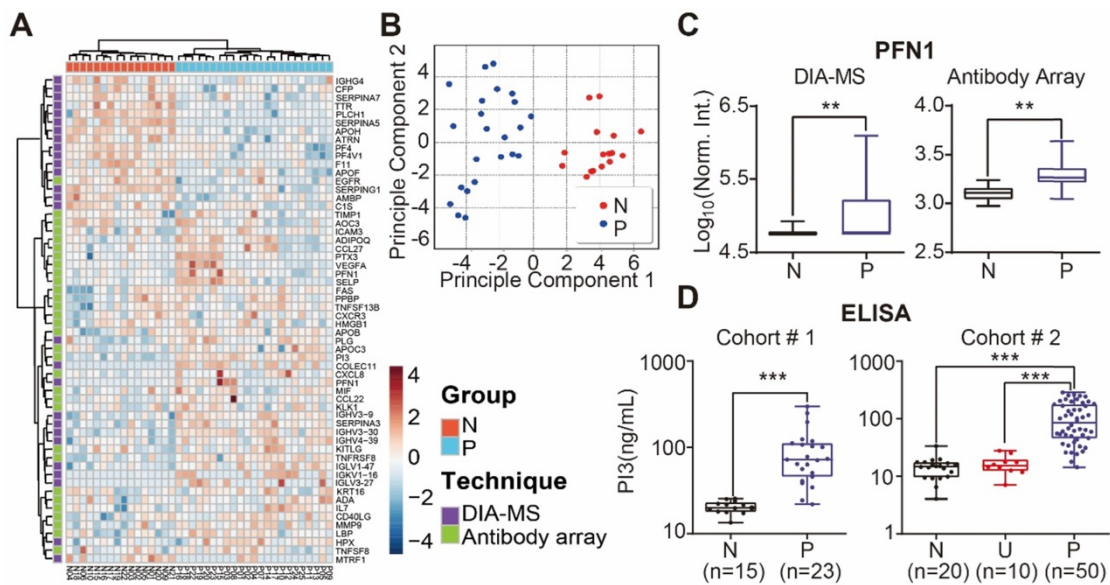 A
IGHG4
CFP
SERPINA7
TTR
PLCH1
SERPINA5
APOH
ATRN
PF4
PF4V1
F11
APOF
EGFR
SERPING1
AMBP
C1S
TIMP1
AOC3
ICAM3
ADIPOQ
CCL27
PTX3
VEGFA
PFN1
SELP
FAS
PPBP
TNFSF13B
CXCR3
HMGB1
APOB
PLG
APOC3
PI3
COLEC11
CXCL8
PFN1
MIF
CCL22
KLK1
IGHV3-9
SERPINA3
IGHV3-30
IGHV4-39
KITLG
TNFRSF8
IGLV1-47
IGKV1-16
IGLV3-27
KRT16
ADA
IL7
CD40LG
MMP9
LBP
HPX
TNFSF8
MTRF1
4
2
0
−2
−4
Group
N
P
Technique
DIA-MS
Antibody array
B
Principle Component 2
4
2
0
-2
-4
-6
-4 -2 0 2 4 6
Principle Component 1
N
P
C
PFN1
DIA-MS
Antibody Array
Log10(Norm. Int.)
6.5
5.5
4.5
**
N P
4.0
3.5
3.0
2.5
**
N P
D
ELISA
Cohort # 1
Cohort # 2
PI3(ng/mL)
1000
100
10
***
N P
(n=15) (n=23)
1000
100
10
1
***
***
N U P
(n=20) (n=10) (n=50)